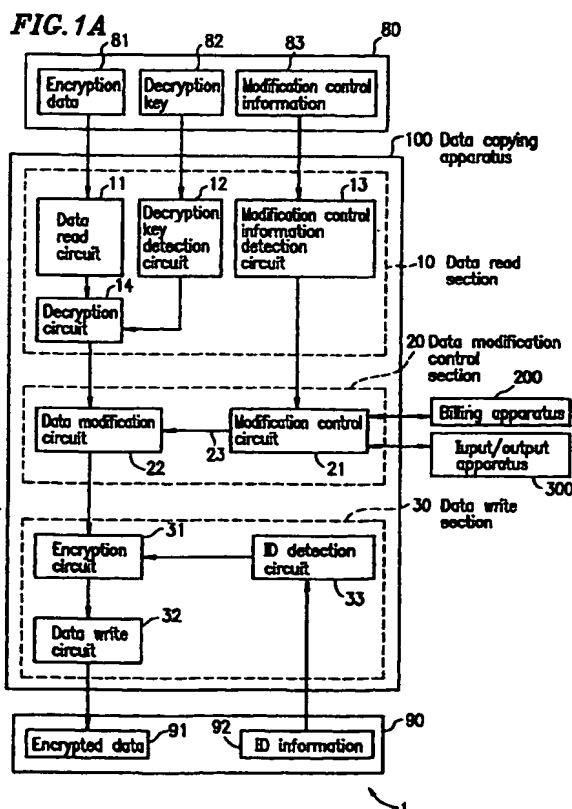 FIG. 1A
81
82
83
80
Encryption
data
Decryption
key
Modification control
information
100 Data copying
apparatus
11
12
13
Data
read circuit
Decryption
key
detection
circuit
Modification control
information detection
circuit
14
Decryption
circuit
10 Data read
section
20 Data modification
control
section
200
Data modification
circuit
23
Modification control
circuit
Billing apparatus
22
21
Input/output
apparatus
300
30 Data write
section
31
Encryption
circuit
ID detection
circuit
33
32
Data write
circuit
90
Encrypted data
91
92
ID information
1